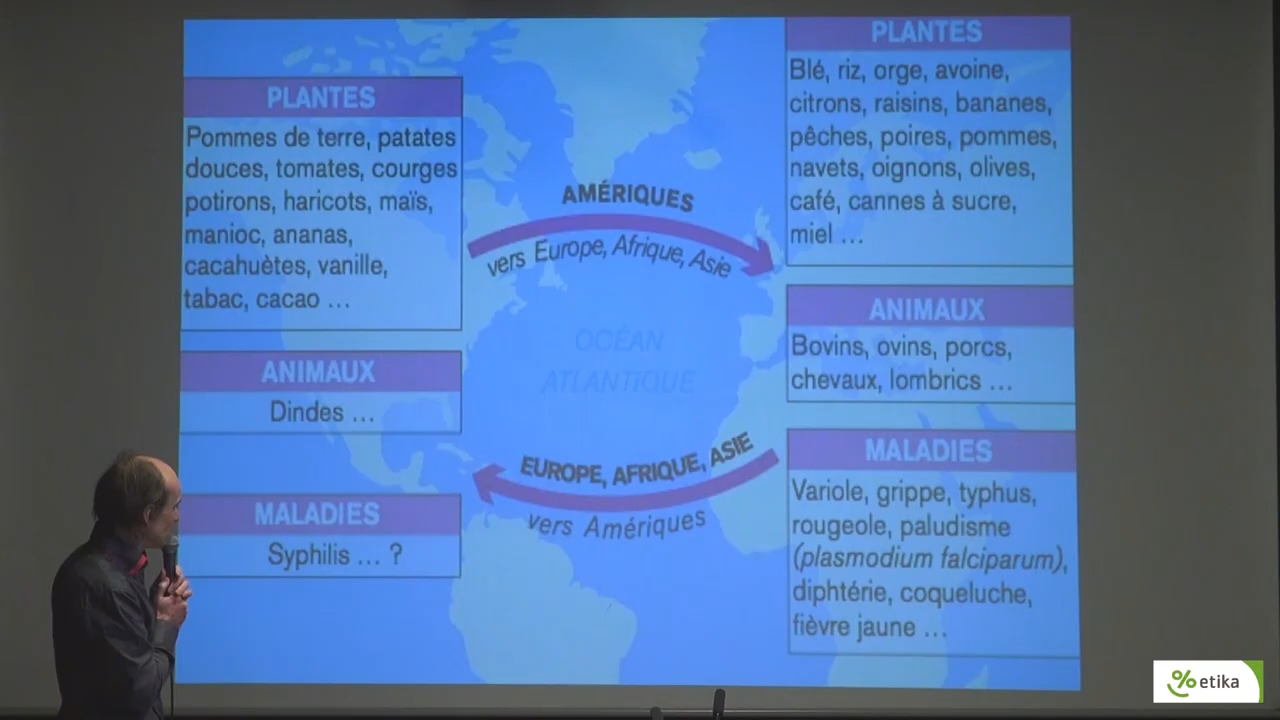 PLANTES
Pommes de terre, patates
douces, tomates, courges
potirons, haricots, maïs,
manioc, ananas,
cacahuètes, vanille,
tabac, cacao ...
ANIMAUX
Dindes ...
MALADIES
Syphilis ... ?
AMÉRIQUES
vers Europe, Afrique, Asie
OCÉAN
ATLANTIQUE
EUROPE, AFRIQUE, ASIE
vers Amériques
PLANTES
Blé, riz, orge, avoine,
citrons, raisins, bananes,
pêches, poires, pommes,
navets, oignons, olives,
café, cannes à sucre,
miel ...
ANIMAUX
Bovins, ovins, porcs,
chevaux, lombrics ...
MALADIES
Variole, grippe, typhus,
rougeole, paludisme
(plasmodium falciparum),
diphtérie, coqueluche,
fièvre jaune ...
% etika